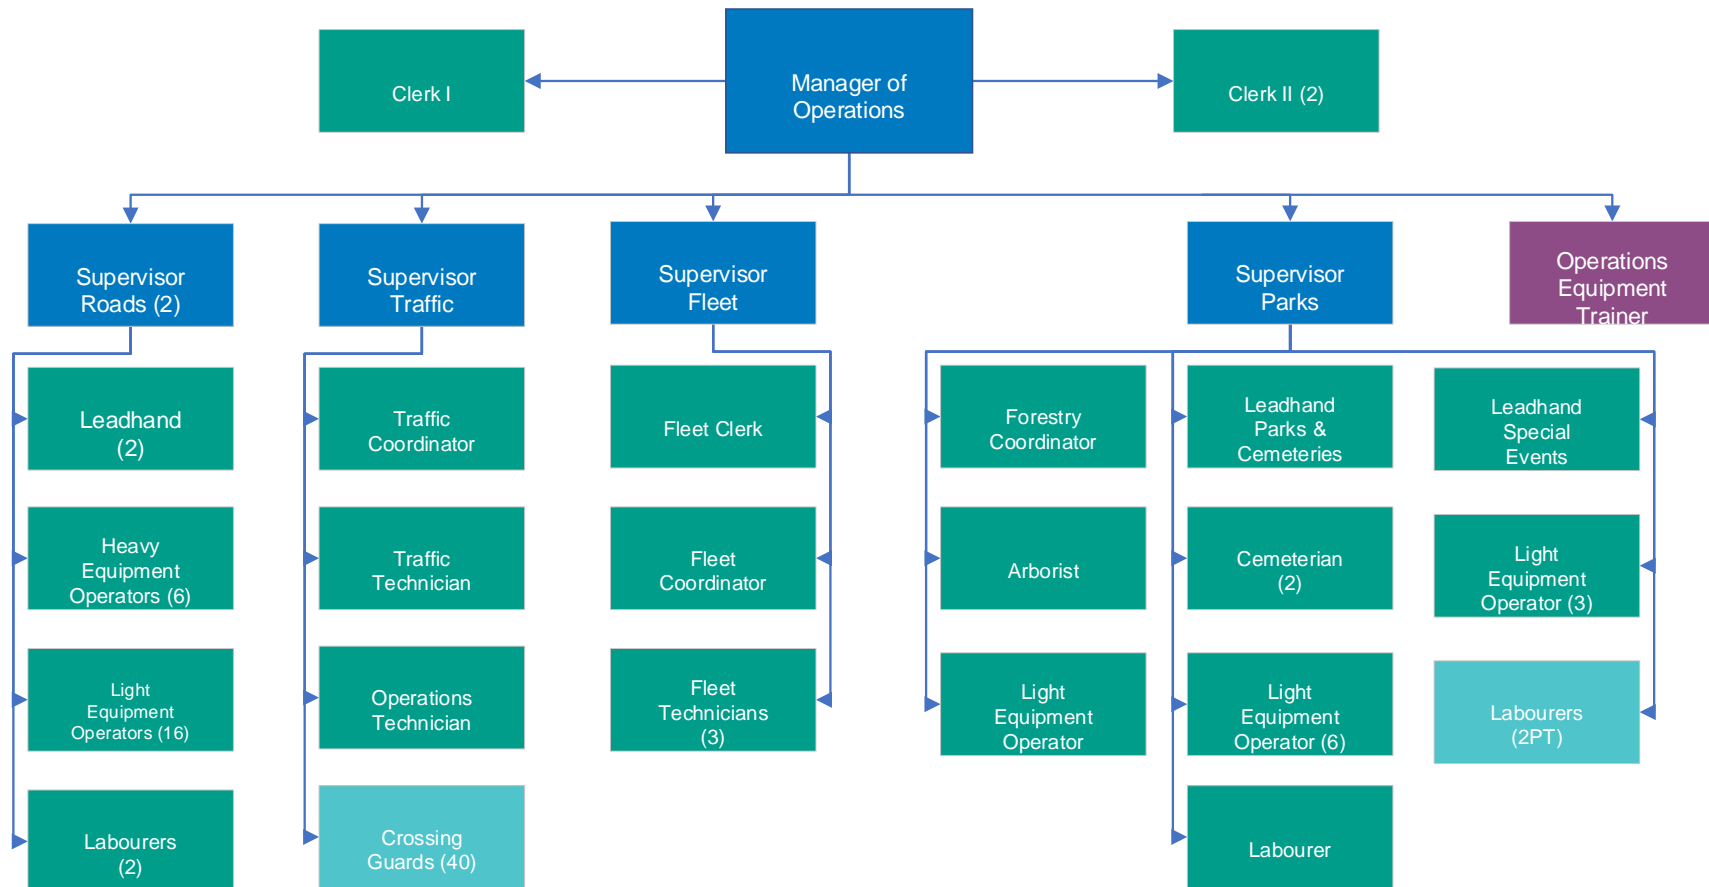 Clerk I
Manager of
Operations
Clerk II (2)
Supervisor
Roads (2)
Supervisor
Traffic
Supervisor
Fleet
Supervisor
Parks
Operations
Equipment
Trainer
Leadhand
(2)
Traffic
Coordinator
Fleet Clerk
Forestry
Coordinator
Leadhand
Parks &
Cemeteries
Leadhand
Special
Events
Heavy
Equipment
Operators (6)
Traffic
Technician
Fleet
Coordinator
Arborist
Cemeterian
(2)
Light
Equipment
Operator (3)
Light
Equipment
Operators (16)
Operations
Technician
Fleet
Technicians
(3)
Light
Equipment
Operator
Light
Equipment
Operator (6)
Labourers
(2PT)
Labourers
(2)
Crossing
Guards (40)
Labourer